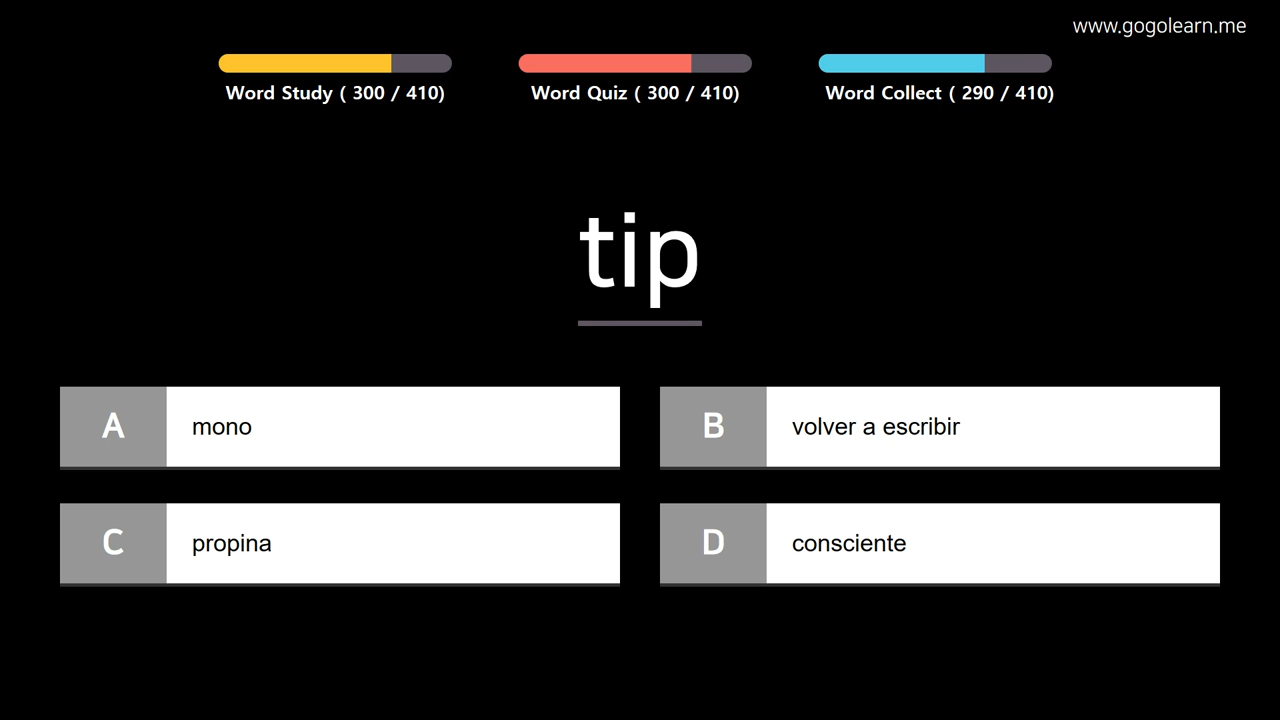 www.gogolearn.me
Word Study ( 300 / 410)
Word Quiz ( 300 / 410)
Word Collect ( 290 / 410)
tip
A
mono
B
volver a escribir
C
propina
D
consciente